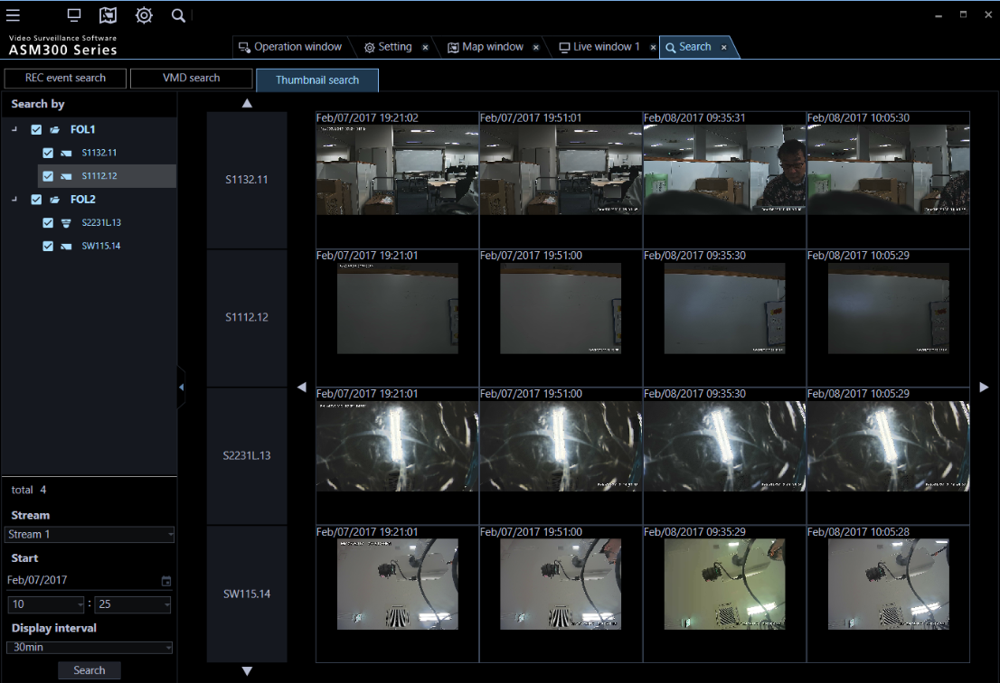 Video Surveillance Software
ASM300 Series
Operation window
Setting
Map window
Live window 1
Search
REC event search
VMD search
Thumbnail search
Search by
FOL1
S1132.11
S1112.12
FOL2
S2231L.13
SW115.14
total 4
Stream
Stream 1
Start
Feb/07/2017
10 : 25
Display interval
30min
Search
Feb/07/2017 19:21:02 Feb/07/2017 19:51:01 Feb/08/2017 09:35:31 Feb/08/2017 10:05:30
S1132.11
Feb/07/2017 19:21:01 Feb/07/2017 19:51:00 Feb/08/2017 09:35:30 Feb/08/2017 10:05:29
S1112.12
Feb/07/2017 19:21:01 Feb/07/2017 19:51:00 Feb/08/2017 09:35:30 Feb/08/2017 10:05:29
S2231L.13
Feb/07/2017 19:21:01 Feb/07/2017 19:51:00 Feb/08/2017 09:35:29 Feb/08/2017 10:05:28
SW115.14